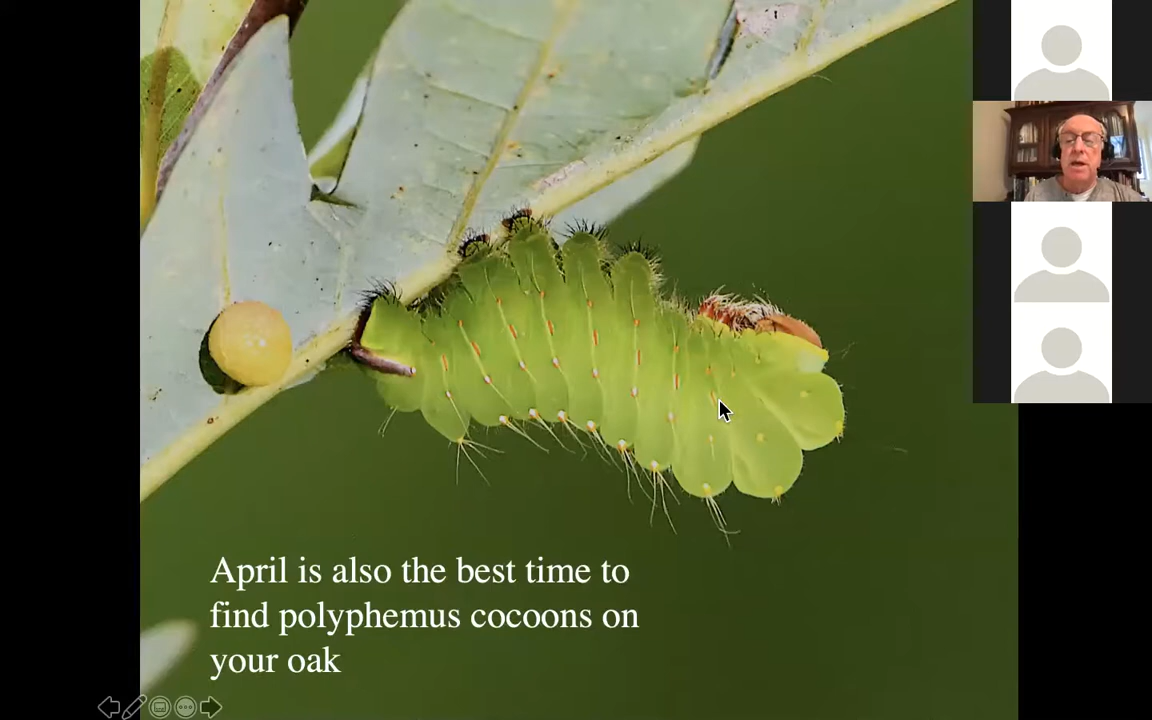 April is also the best time to
find polyphemus cocoons on
your oak